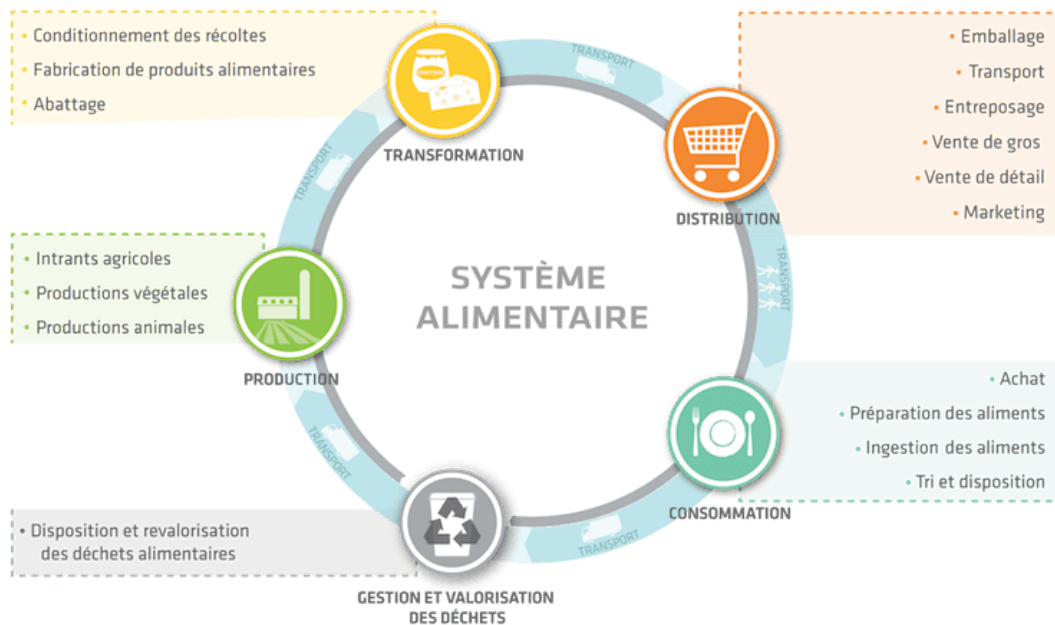 • Conditionnement des récoltes
• Fabrication de produits alimentaires
• Abattage
TRANSFORMATION
TRANSPORT
• Emballage
• Transport
• Entreposage
• Vente de gros
• Vente de détail
• Marketing
DISTRIBUTION
TRANSPORT
TRANSPORT
• Intrants agricoles
• Productions végétales
• Productions animales
PRODUCTION
SYSTÈME
ALIMENTAIRE
• Achat
• Préparation des aliments
• Ingestion des aliments
• Tri et disposition
CONSOMMATION
TRANSPORT
TRANSPORT
• Disposition et revalorisation
des déchets alimentaires
GESTION ET VALORISATION
DES DÉCHETS